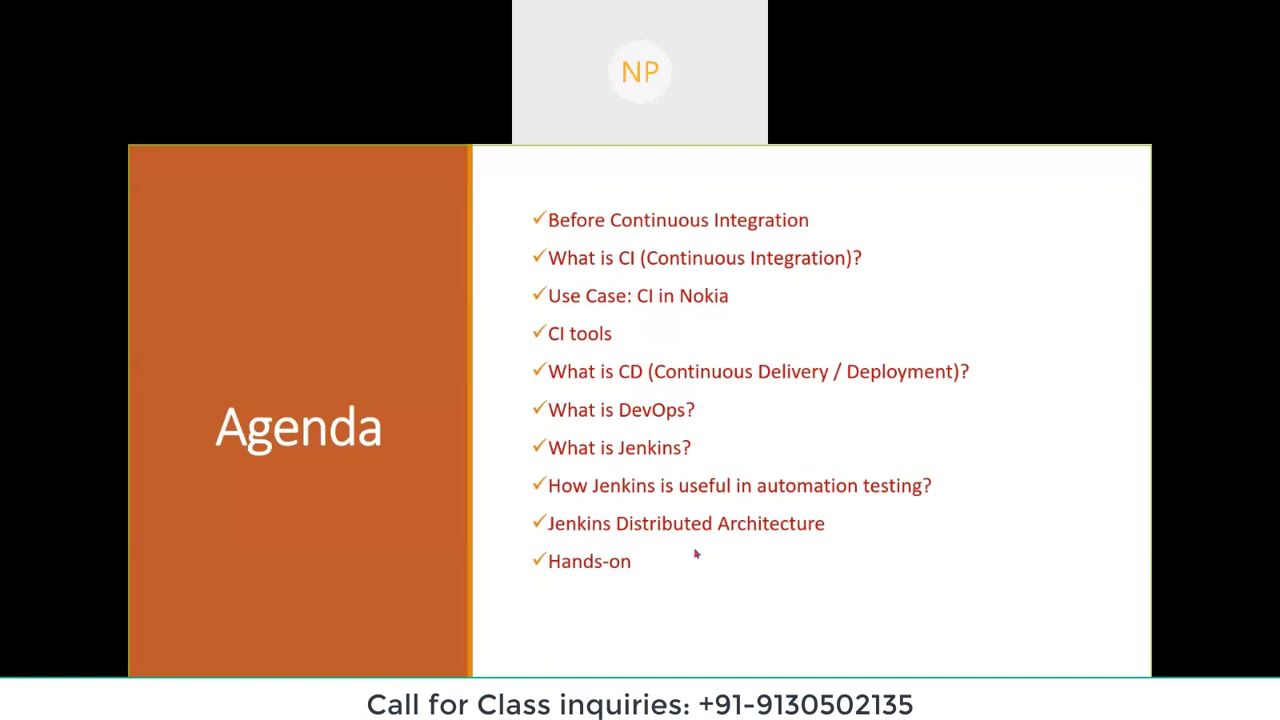 NP
Agenda
✓Before Continuous Integration
✓What is CI (Continuous Integration)?
✓Use Case: CI in Nokia
✓CI tools
✓What is CD (Continuous Delivery / Deployment)?
✓What is DevOps?
✓What is Jenkins?
✓How Jenkins is useful in automation testing?
✓Jenkins Distributed Architecture
✓Hands-on
Call for Class inquiries: +91-9130502135